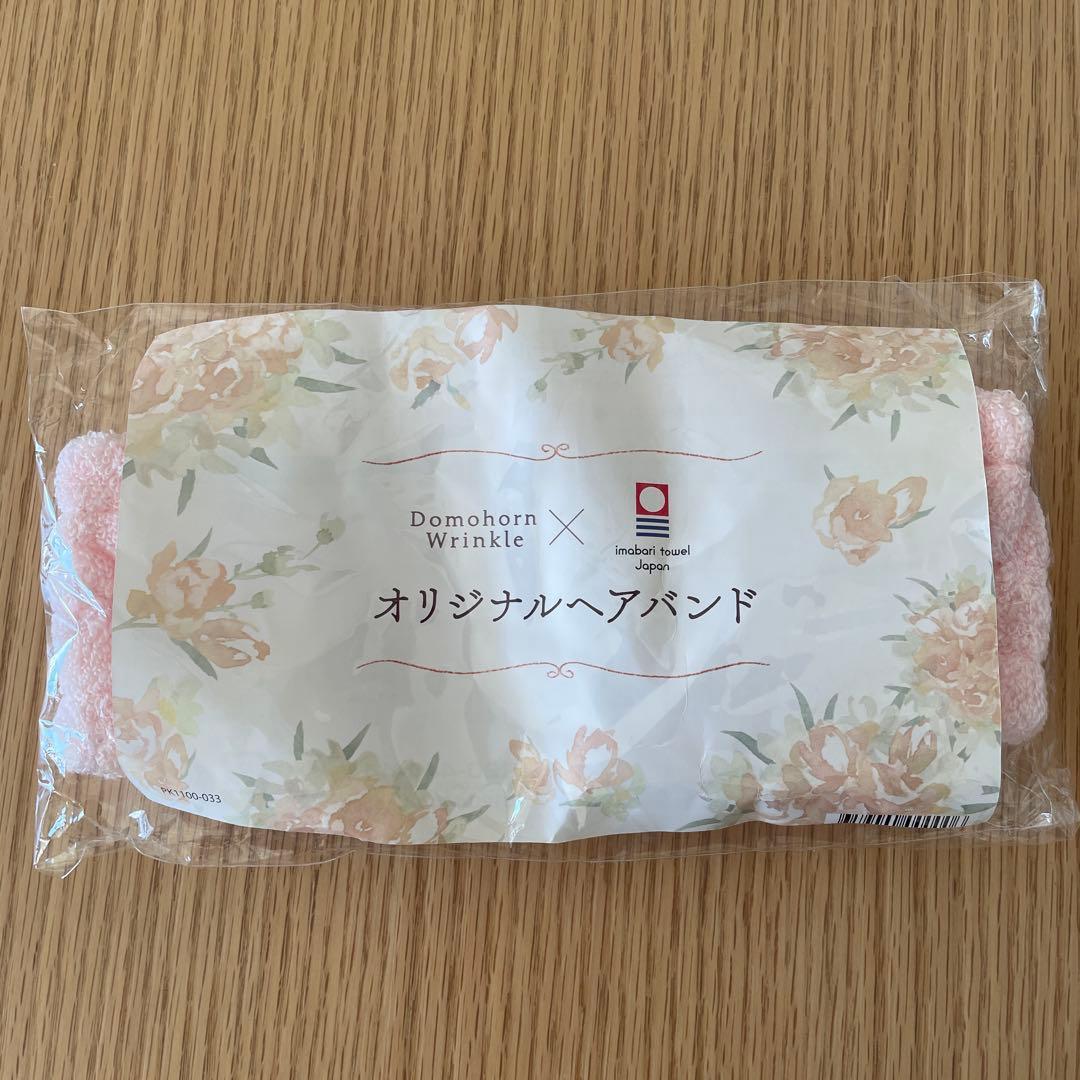 Domohorn
Wrinkle
×
imabari towel
Japan
オリジナルヘアバンド
PK1100-033